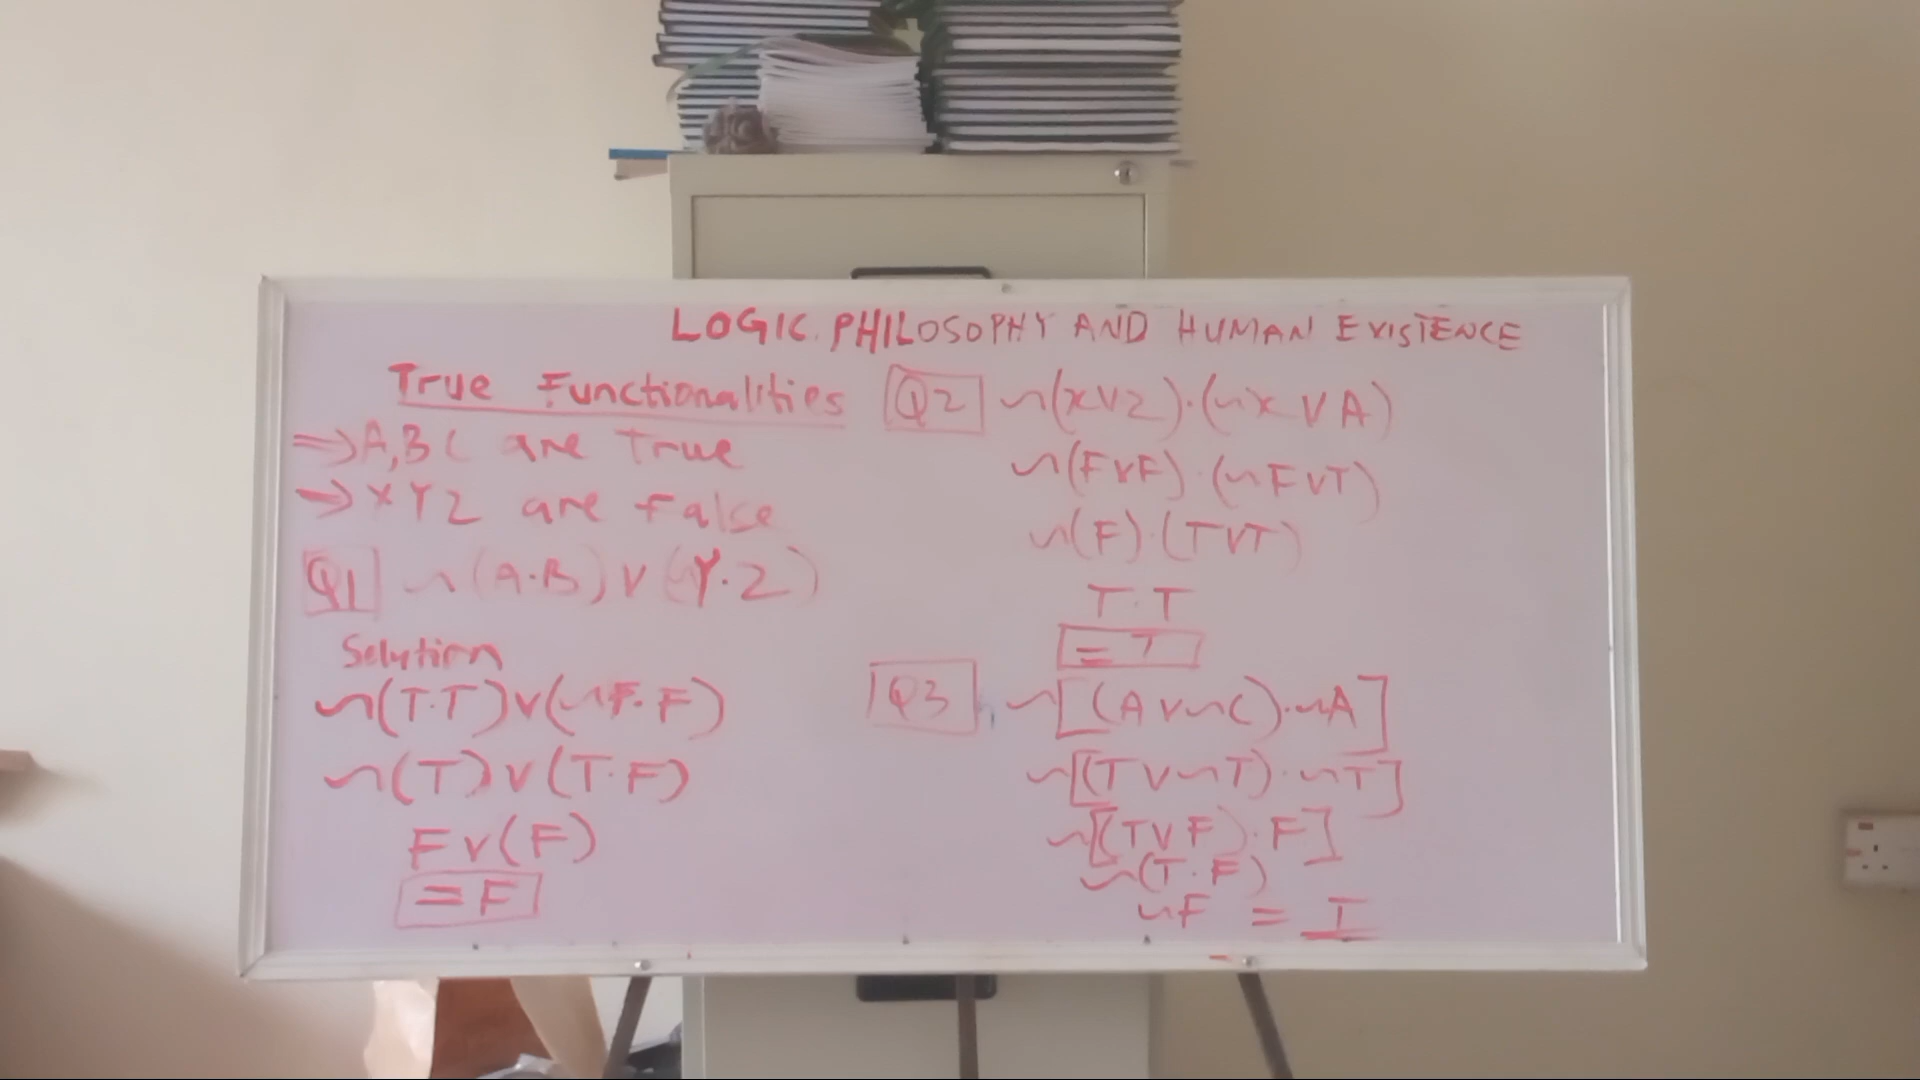 LOGIC. PHILOSOPHY AND HUMAN EXISTENCE
True Functionalities
⇒ A,B C are True
→ X Y Z are False
Q1 ~(A·B) v (~Y·Z)
Solution
~(T·T) v (~F·F)
~(T) v (T·F)
F v (F)
= F
Q2 ~(x v z)·(~x v A)
~(F v F)·(~F v T)
~(F)·(T v T)
T·T
= T
Q3 ~[(A v ~C)·~A]
~[(T v ~T)·~T]
~[(T v F)·F]
~(T·F)
~F = T